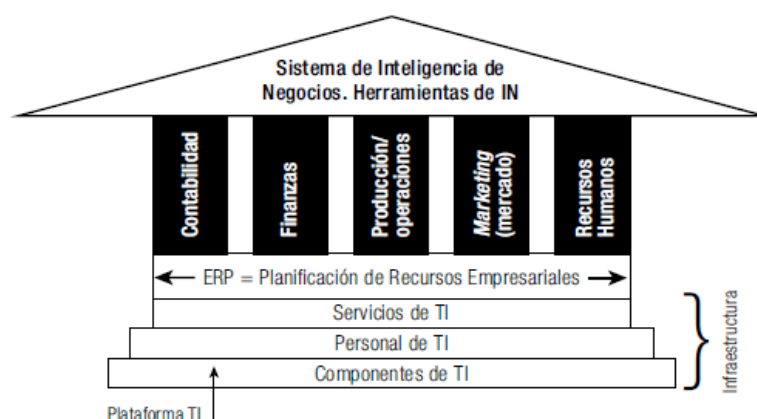 Sistema de Inteligencia de
Negocios. Herramientas de IN
Contabilidad
Finanzas
Producción/
operaciones
Marketing
(mercado)
Recursos
Humanos
ERP = Planificación de Recursos Empresariales
Servicios de TI
Personal de TI
Componentes de TI
Infraestructura
Plataforma TI